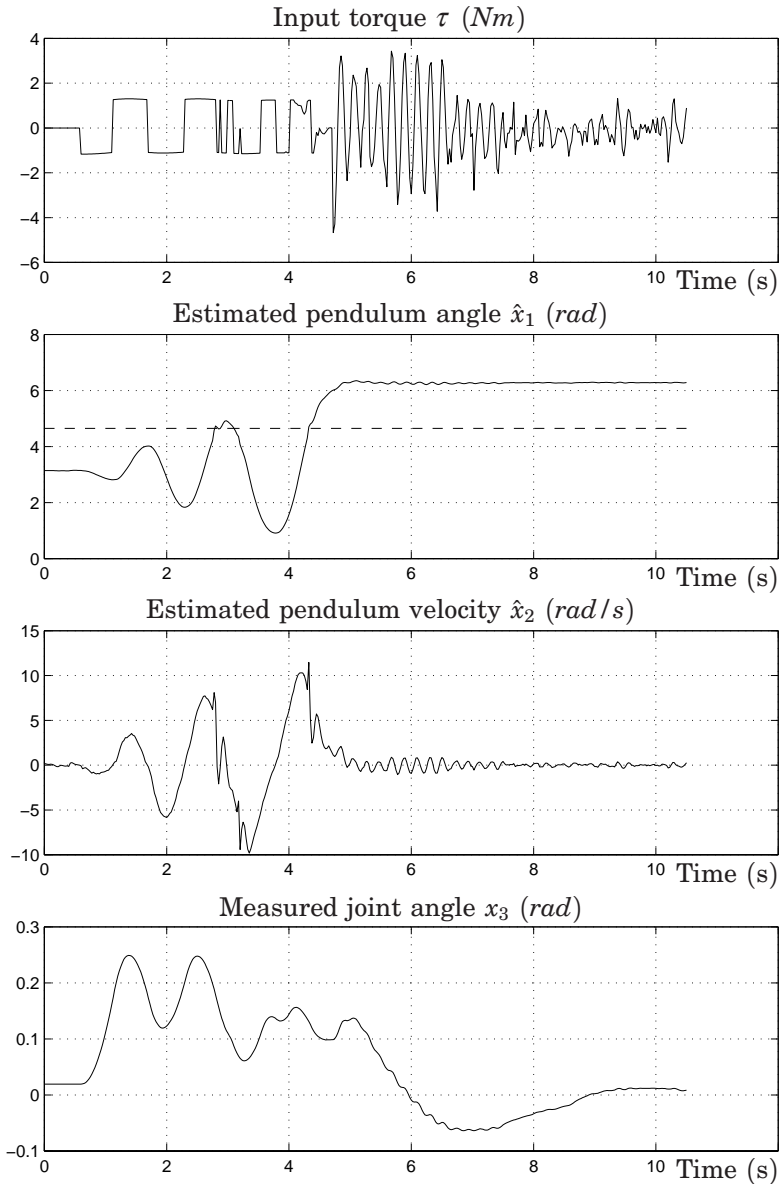 Input torque τ (Nm)
4
2
0
−2
−4
−6
0 2 4 6 8 10 Time (s)
Estimated pendulum angle x̂₁ (rad)
8
6
4
2
0
0 2 4 6 8 10 Time (s)
Estimated pendulum velocity x̂₂ (rad/s)
15
10
5
0
−5
−10
0 2 4 6 8 10 Time (s)
Measured joint angle x₃ (rad)
0.3
0.2
0.1
0
−0.1
0 2 4 6 8 10 Time (s)